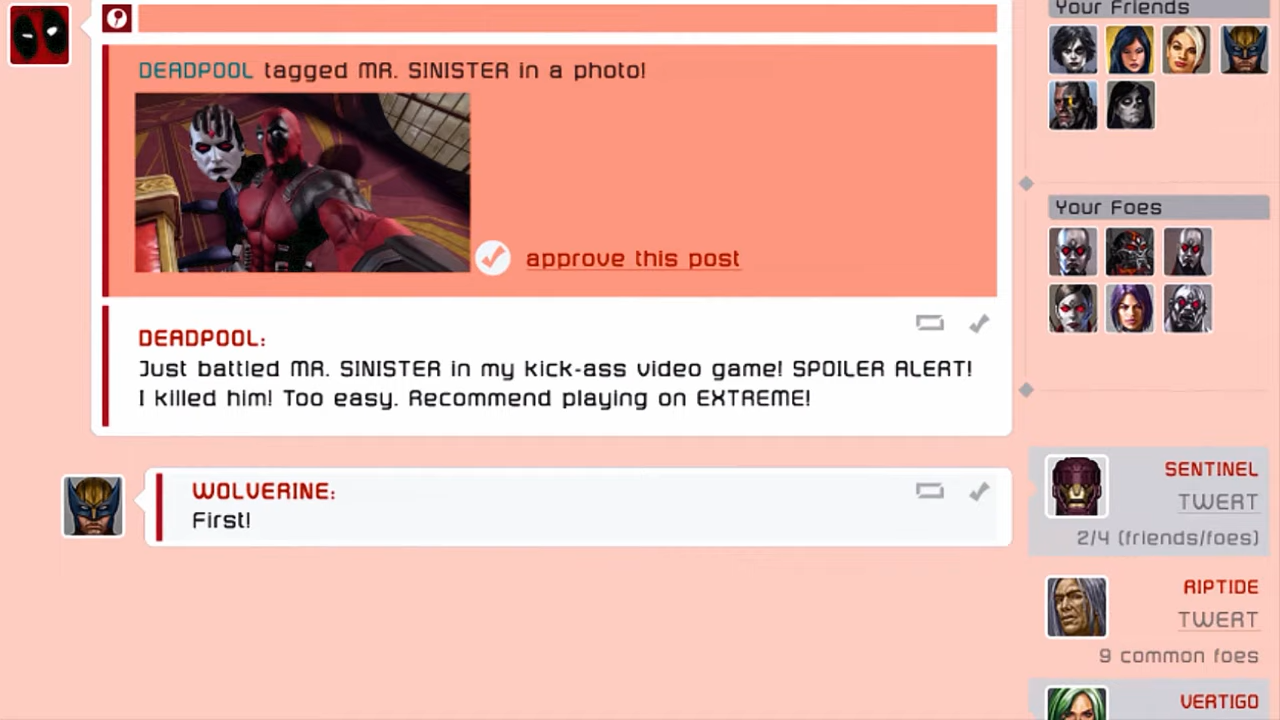 DEADPOOL tagged MR. SINISTER in a photo!
approve this post
DEADPOOL:
Just battled MR. SINISTER in my kick-ass video game! SPOILER ALERT!
I killed him! Too easy. Recommend playing on EXTREME!
WOLVERINE:
First!
Your Friends
Your Foes
SENTINEL
TWERT
2/4 (friends/foes)
RIPTIDE
TWERT
9 common foes
VERTIGO